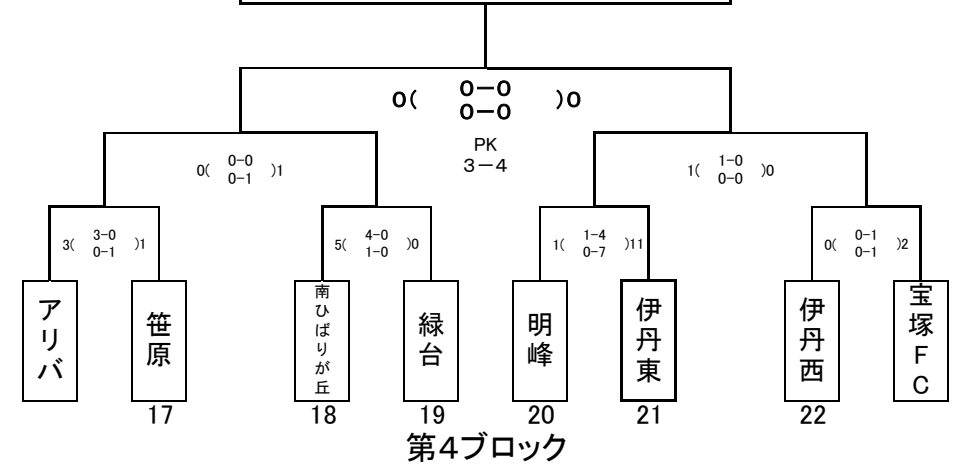 0( 0-0 )0
0-0
PK
3-4
0( 0-0 )1
0-1
1( 1-0 )0
0-0
3( 3-0 )1
0-1
5( 4-0 )0
1-0
1( 1-4 )11
0-7
0( 0-1 )2
0-1
アリバ
笹原
南ひばりが丘
緑台
明峰
伊丹東
伊丹西
宝塚FC
17 18 19 20 21 22
第4ブロック